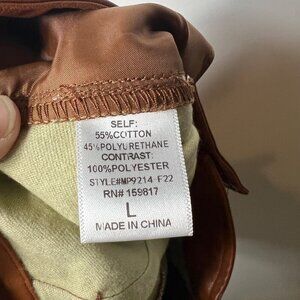 SELF:
55%COTTON
45%POLYURETHANE
CONTRAST:
100%POLYESTER
STYLE#MP9214 F22
RN# 159817
L
MADE IN CHINA